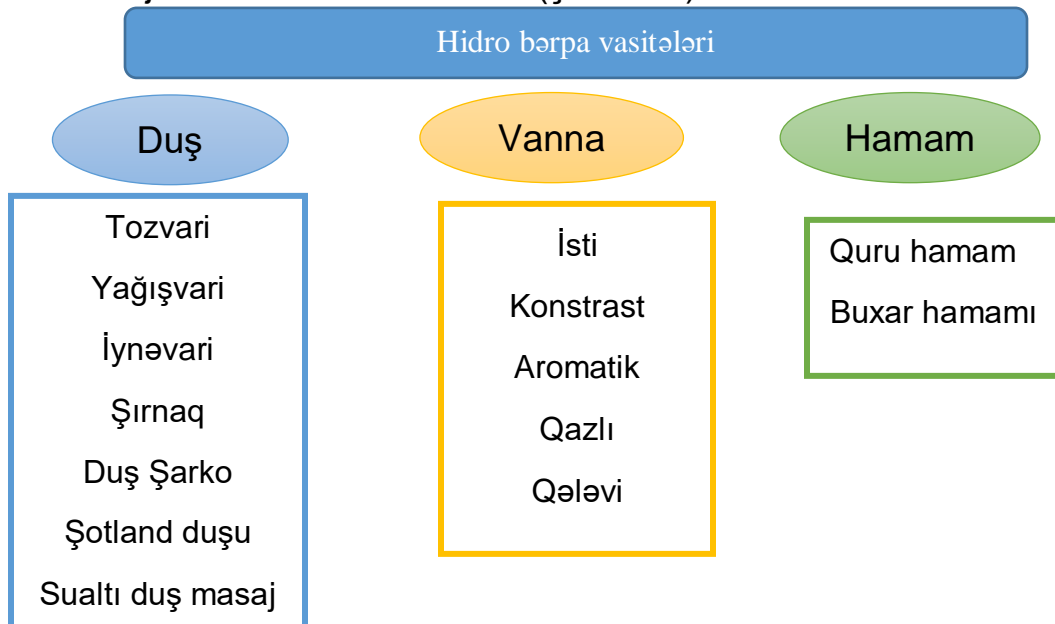 Hidro bərpa vasitələri
Duş
Vanna
Hamam
Tozvari
Yağışvari
İynəvari
Şırnaq
Duş Şarko
Şotland duşu
Sualtı duş masaj
İsti
Konstrast
Aromatik
Qazlı
Qələvi
Quru hamam
Buxar hamamı